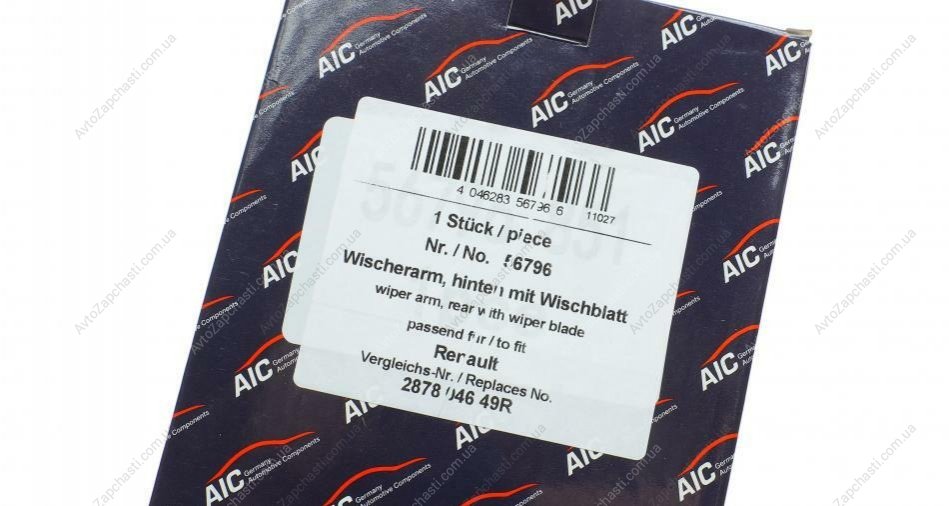 AIC Germany Automotive Components
4 046283 567966 11027
1 Stück / piece
Nr. / No. 56796
Wischerarm, hinten mit Wischblatt
wiper arm, rear with wiper blade
passend für / to fit
Renault
Vergleichs-Nr. / Replaces No.
2878 046 49R
AvtoZapchasti.com.ua